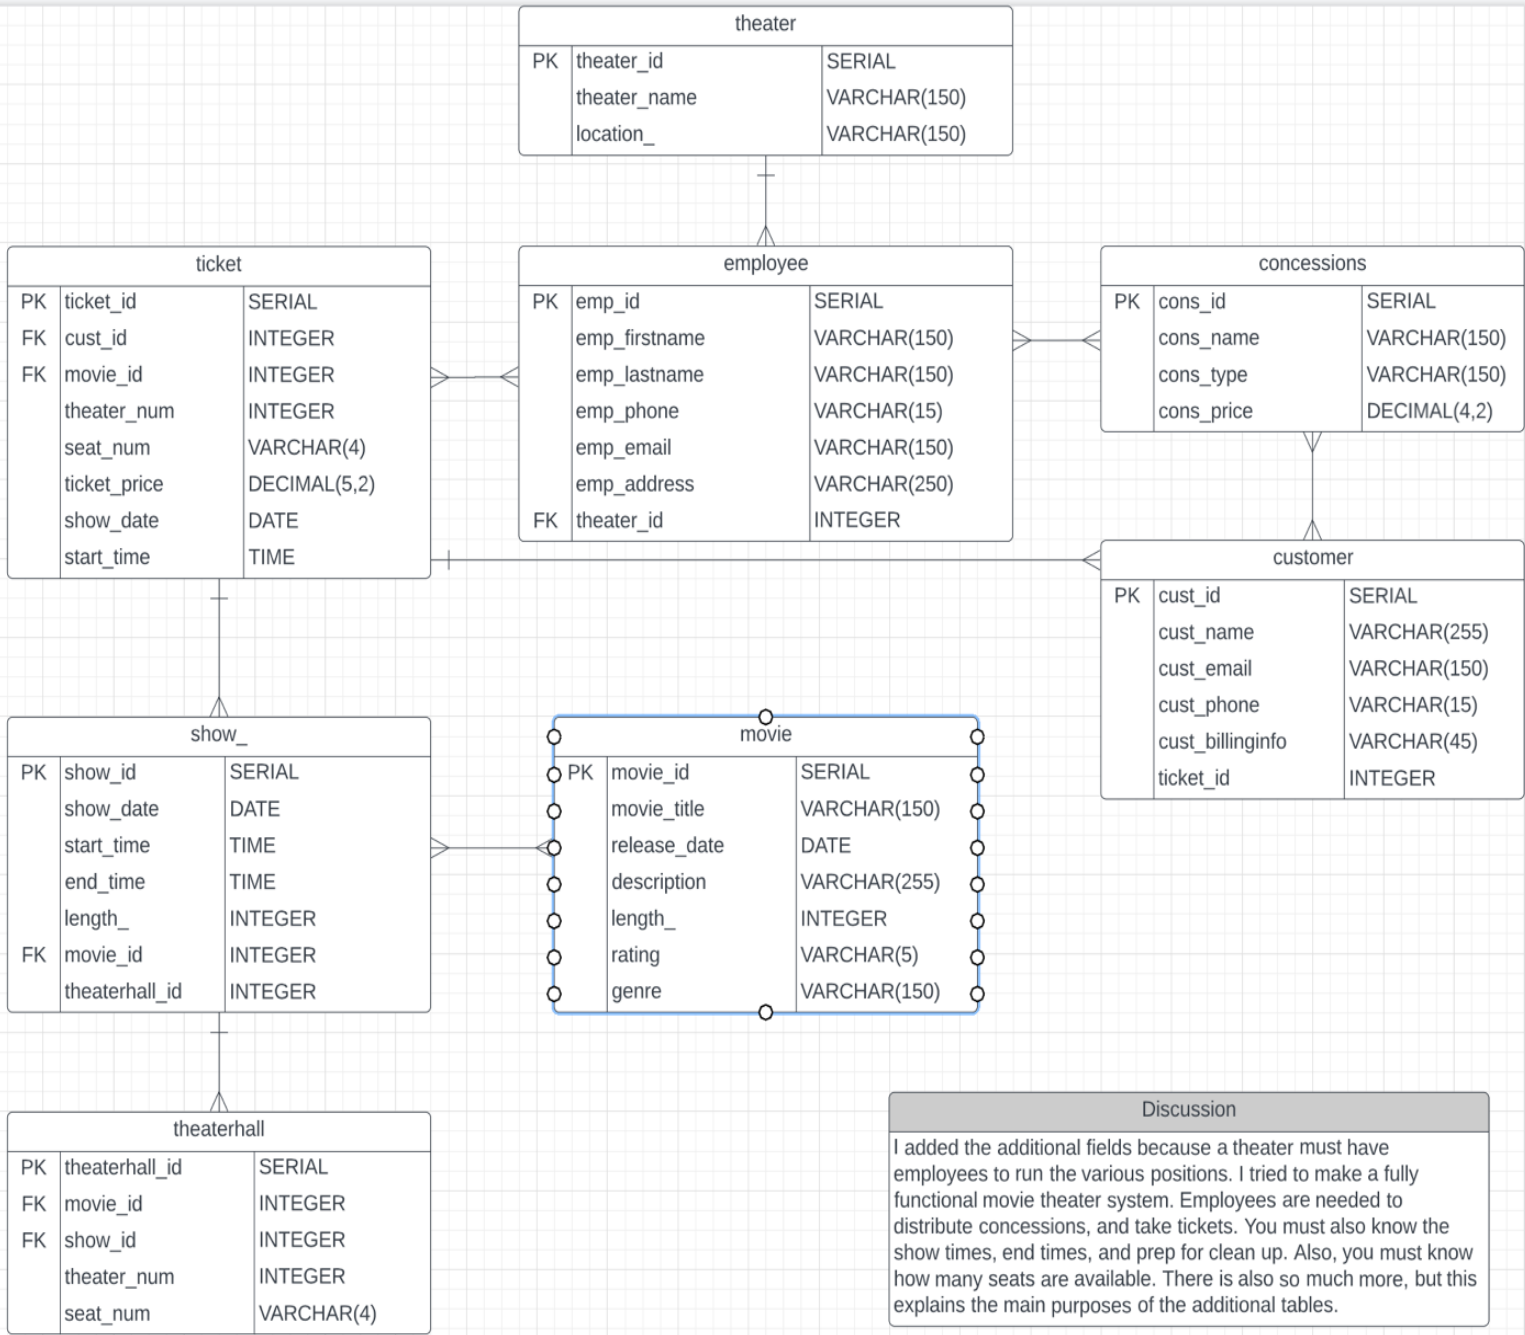 theater
PK theater_id SERIAL
theater_name VARCHAR(150)
location_ VARCHAR(150)
ticket
PK ticket_id SERIAL
FK cust_id INTEGER
FK movie_id INTEGER
theater_num INTEGER
seat_num VARCHAR(4)
ticket_price DECIMAL(5,2)
show_date DATE
start_time TIME
employee
PK emp_id SERIAL
emp_firstname VARCHAR(150)
emp_lastname VARCHAR(150)
emp_phone VARCHAR(15)
emp_email VARCHAR(150)
emp_address VARCHAR(250)
FK theater_id INTEGER
concessions
PK cons_id SERIAL
cons_name VARCHAR(150)
cons_type VARCHAR(150)
cons_price DECIMAL(4,2)
customer
PK cust_id SERIAL
cust_name VARCHAR(255)
cust_email VARCHAR(150)
cust_phone VARCHAR(15)
cust_billinginfo VARCHAR(45)
ticket_id INTEGER
show_
PK show_id SERIAL
show_date DATE
start_time TIME
end_time TIME
length_ INTEGER
FK movie_id INTEGER
theaterhall_id INTEGER
movie
PK movie_id SERIAL
movie_title VARCHAR(150)
release_date DATE
description VARCHAR(255)
length_ INTEGER
rating VARCHAR(5)
genre VARCHAR(150)
theaterhall
PK theaterhall_id SERIAL
FK movie_id INTEGER
FK show_id INTEGER
theater_num INTEGER
seat_num VARCHAR(4)
Discussion
I added the additional fields because a theater must have
employees to run the various positions. I tried to make a fully
functional movie theater system. Employees are needed to
distribute concessions, and take tickets. You must also know the
show times, end times, and prep for clean up. Also, you must know
how many seats are available. There is also so much more, but this
explains the main purposes of the additional tables.